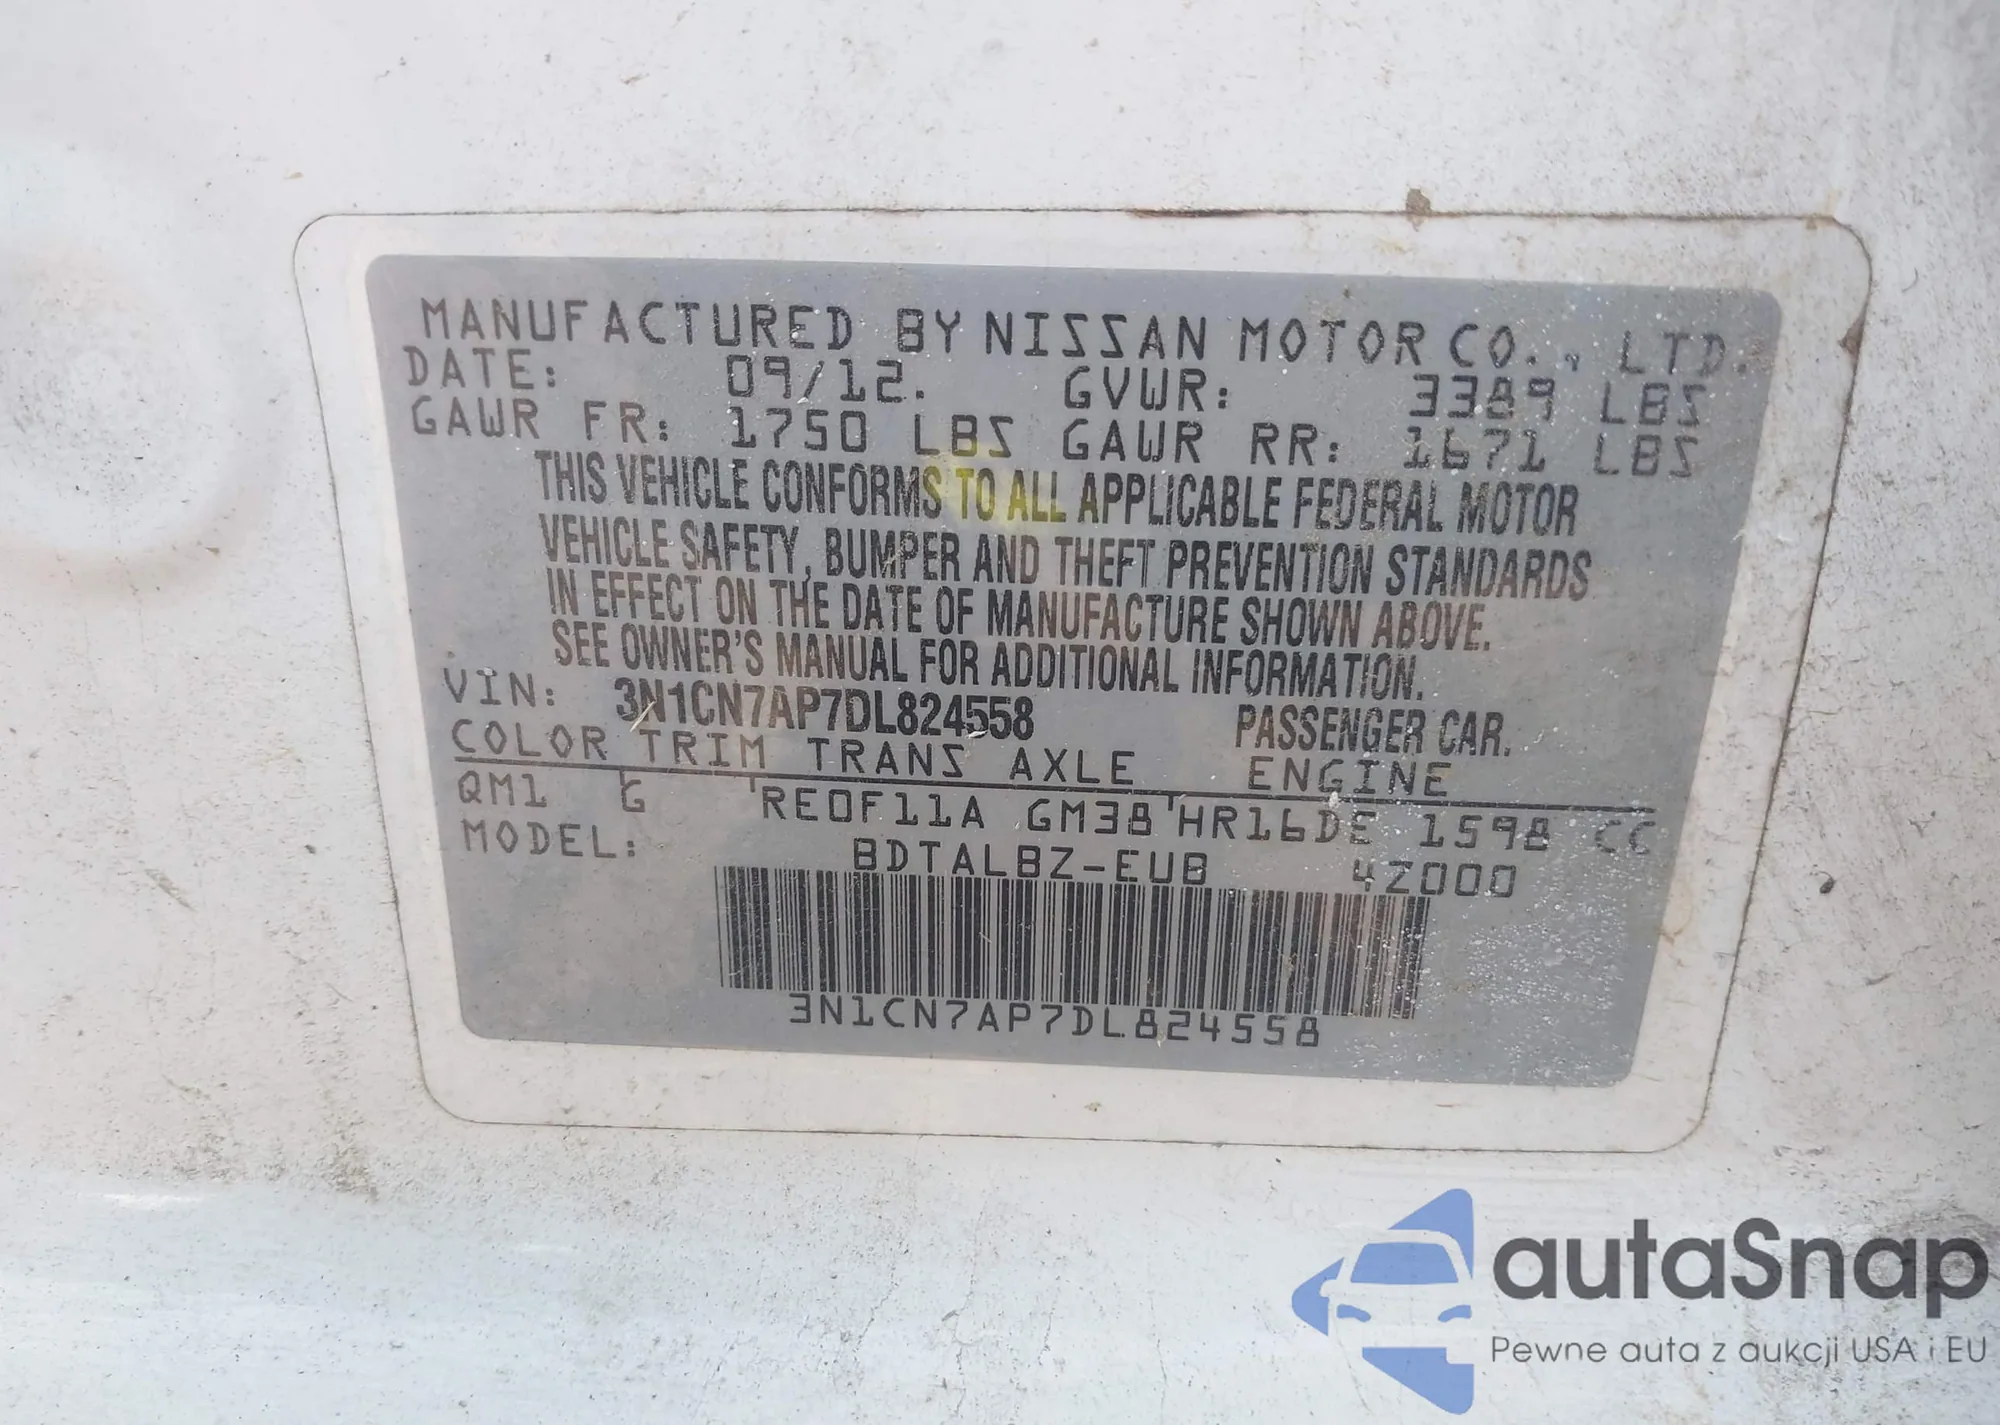 MANUFACTURED BY NISSAN MOTOR CO., LTD.
DATE: 09/12. GVWR: 3389 LBS
GAWR FR: 1750 LBS GAWR RR: 1671 LBS
THIS VEHICLE CONFORMS TO ALL APPLICABLE FEDERAL MOTOR
VEHICLE SAFETY, BUMPER AND THEFT PREVENTION STANDARDS
IN EFFECT ON THE DATE OF MANUFACTURE SHOWN ABOVE.
SEE OWNER'S MANUAL FOR ADDITIONAL INFORMATION.
VIN: 3N1CN7AP7DL824558 PASSENGER CAR.
COLOR TRIM TRANS AXLE ENGINE
QM1 G RE0F11A GM38 HR16DE 1598 CC
MODEL: BDTALBZ-EUB 4Z000
3N1CN7AP7DL824558
autaSnap
Pewne auta z aukcji USA i EU